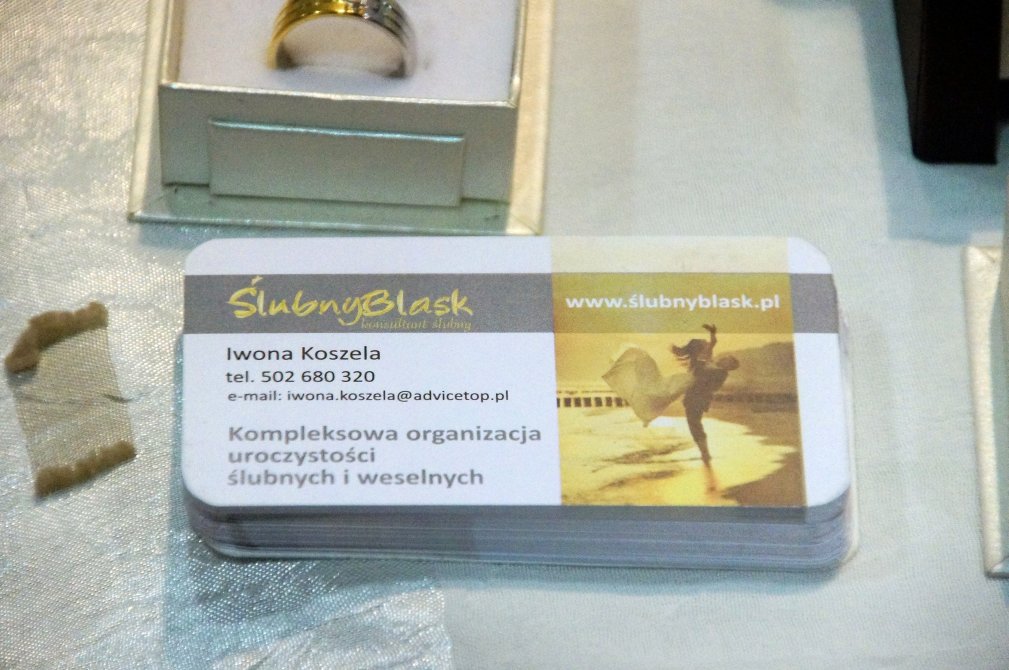 ŚlubnyBlask
konsultant ślubny
www.ślubnyblask.pl
Iwona Koszela
tel. 502 680 320
e-mail: iwona.koszela@advicetop.pl
Kompleksowa organizacja
uroczystości
ślubnych i weselnych